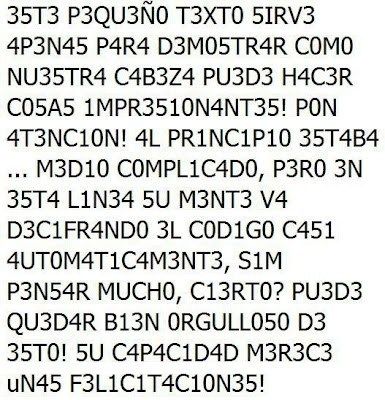 35T3 P3QU3Ñ0 T3XT0 5IRV3
4P3N45 P4R4 D3M05TR4R C0M0
NU35TR4 C4B3Z4 PU3D3 H4C3R
C05A5 1MPR3510N4NT35! P0N
4T3NC10N! 4L PR1NC1P10 35T4B4
... M3D10 C0MPL1C4D0, P3R0 3N
35T4 L1N34 5U M3NT3 V4
D3C1FR4ND0 3L C0D1G0 C451
4UT0M4T1C4M3NT3, S1M
P3N54R MUCH0, C13RT0? PU3D3
QU3D4R B13N 0RGULL050 D3
35T0! 5U C4P4C1D4D M3R3C3
uN45 F3L1C1T4C10N35!